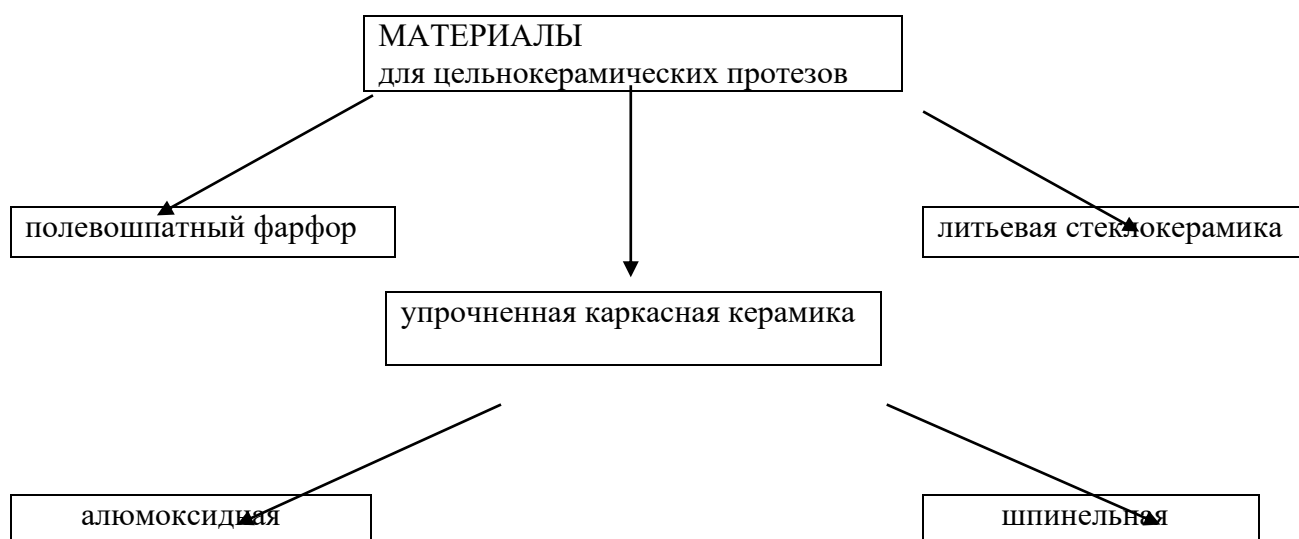 МАТЕРИАЛЫ
для цельнокерамических протезов
полевошпатный фарфор
литьевая стеклокерамика
упрочненная каркасная керамика
алюмоксидная
шпинельная